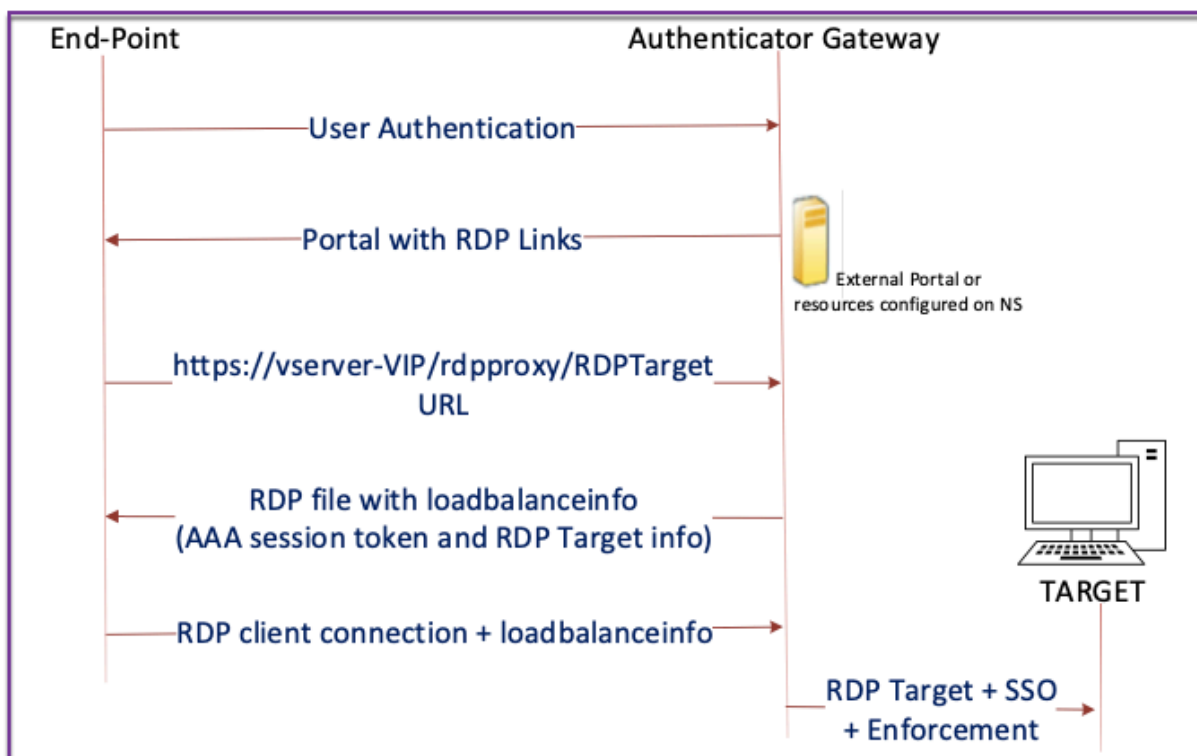 End-Point
Authenticator Gateway
User Authentication
Portal with RDP Links
External Portal or
resources configured on NS
https://vserver-VIP/rdpproxy/RDPTarget
URL
RDP file with loadbalanceinfo
(AAA session token and RDP Target info)
TARGET
RDP client connection + loadbalanceinfo
RDP Target + SSO
+ Enforcement